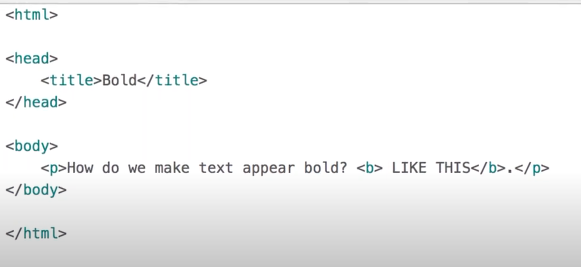 <html>
<head>
<title>Bold</title>
</head>
<body>
<p>How do we make text appear bold? <b> LIKE THIS</b>.</p>
</body>
</html>